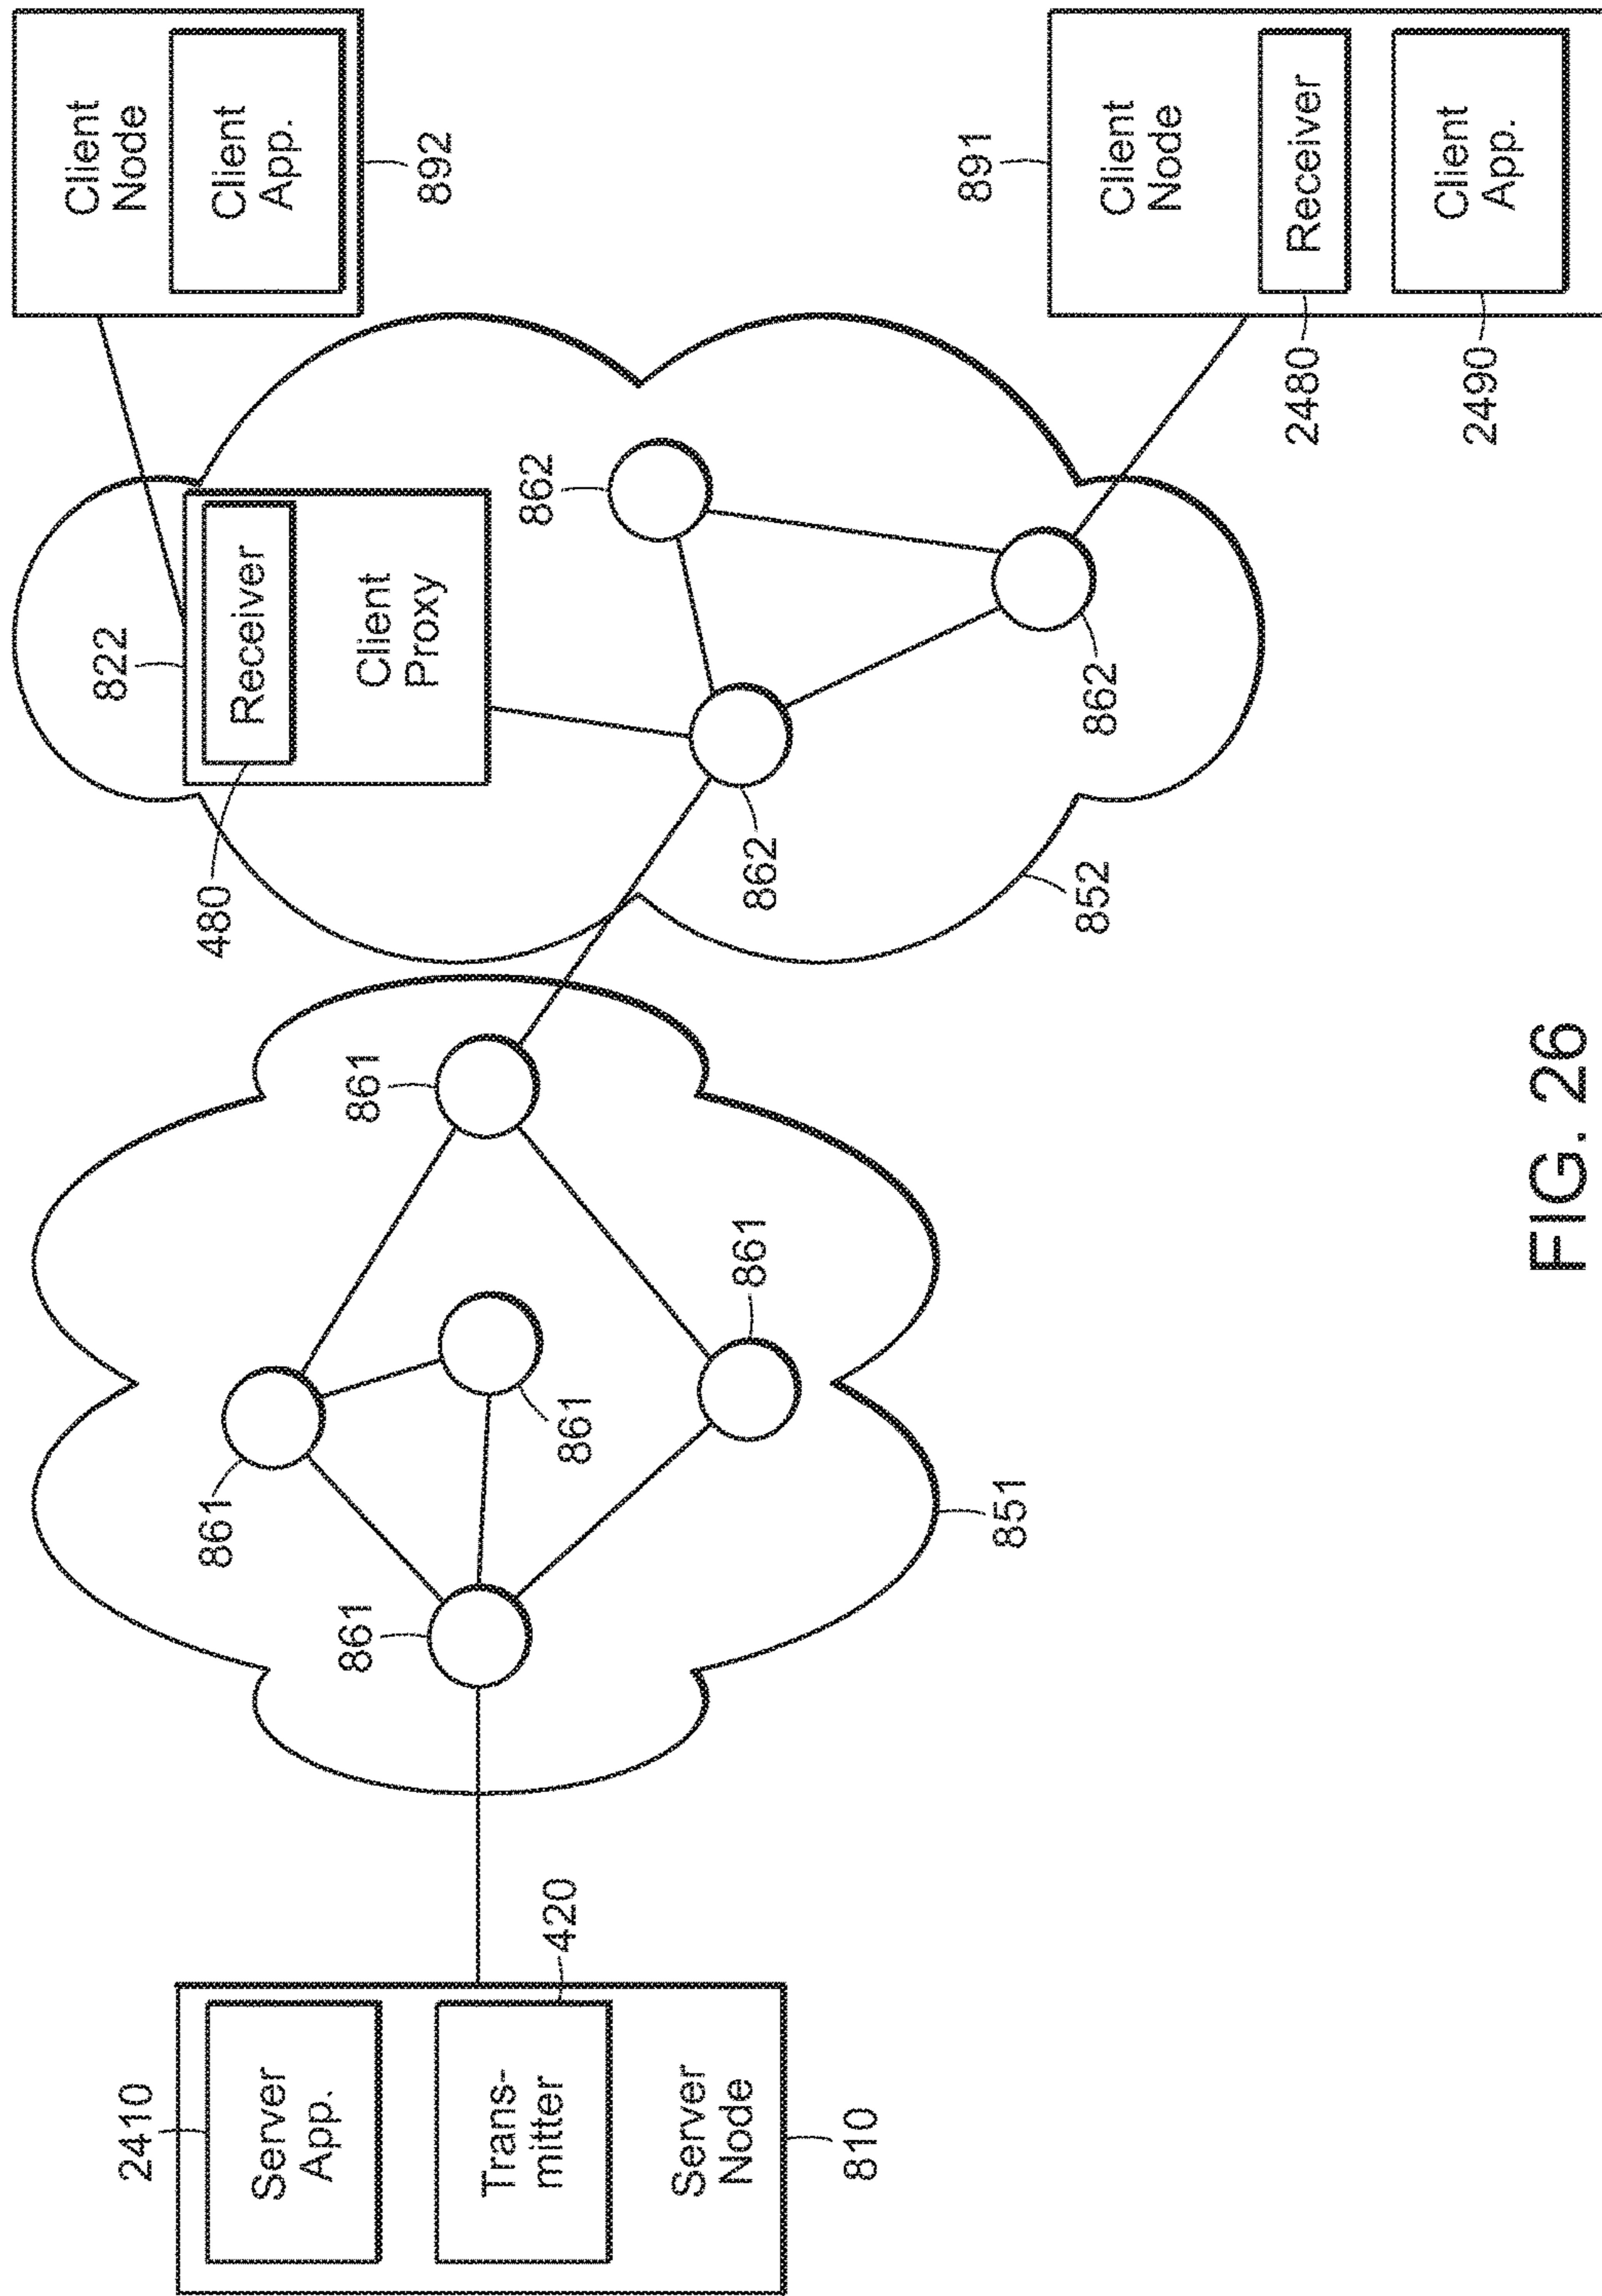 2410
Server
App.
Trans-
mitter
420
Server
Node
810
861
861
861
861
861
851
822
Receiver
480
Client
Proxy
862
862
862
852
Client
Node
Client
App.
892
891
Client
Node
Receiver
2480
Client
App.
2490
FIG. 26